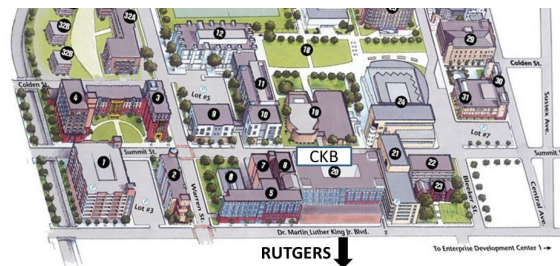 32A
32B
32B
12
18
29
30
31
Colden St.
Colden St.
Sussex Ave.
Lot #5
Lot #7
4
3
11
9
10
19
24
Summit St.
Summit St.
CKB
1
2
Lot #3
Warren St.
7
8
5
20
21
22
23
Bleeker St.
Central Ave.
Dr. Martin Luther King Jr. Blvd.
RUTGERS
To Enterprise Development Center 1